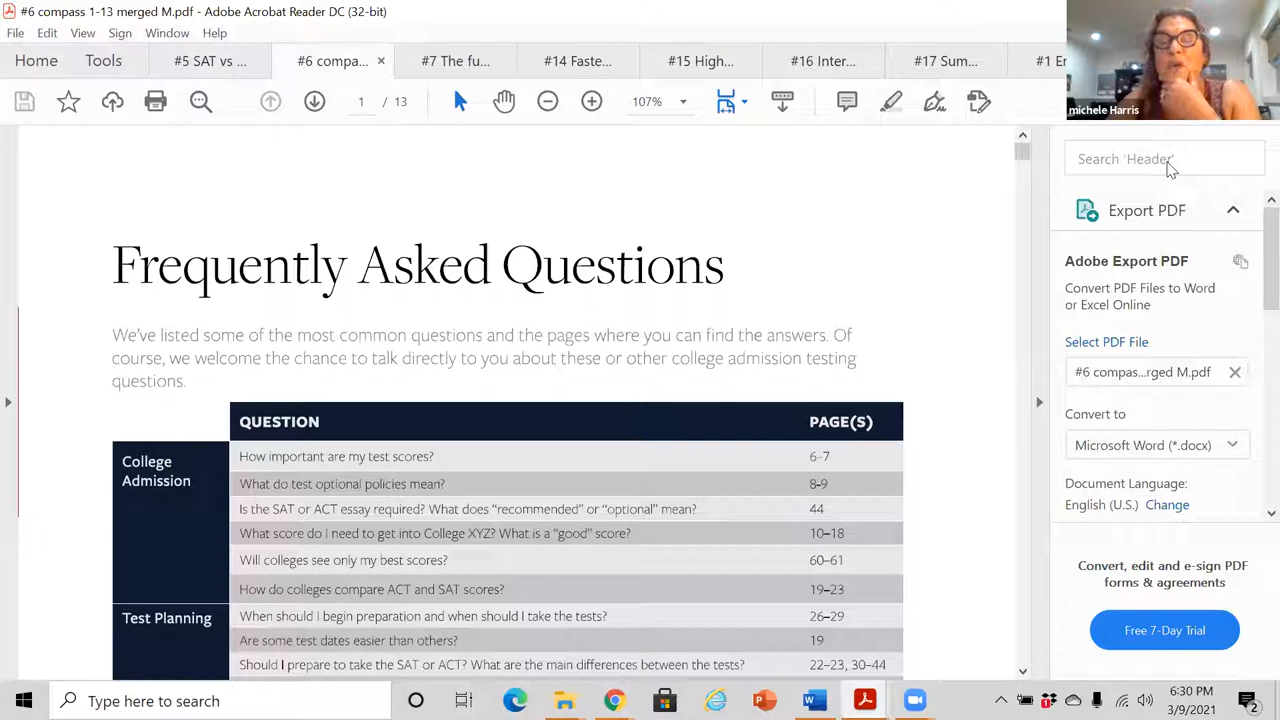 #6 compass 1-13 merged M.pdf - Adobe Acrobat Reader DC (32-bit)
File Edit View Sign Window Help
Home Tools #5 SAT vs ... #6 compa... × #7 The fu... #14 Faste... #15 High... #16 Inter... #17 Sum... #1 En
1 / 13 107%
michele Harris
Search 'Header'
Export PDF
Adobe Export PDF
Convert PDF Files to Word
or Excel Online
Select PDF File
#6 compas...rged M.pdf
Convert to
Microsoft Word (*.docx)
Document Language:
English (U.S.) Change
Convert, edit and e-sign PDF
forms & agreements
Free 7-Day Trial
Frequently Asked Questions
We've listed some of the most common questions and the pages where you can find the answers. Of
course, we welcome the chance to talk directly to you about these or other college admission testing
questions.
QUESTION PAGE(S)
College
Admission
How important are my test scores? 6–7
What do test optional policies mean? 8-9
Is the SAT or ACT essay required? What does "recommended" or "optional" mean? 44
What score do I need to get into College XYZ? What is a "good" score? 10–18
Will colleges see only my best scores? 60–61
How do colleges compare ACT and SAT scores? 19–23
Test Planning
When should I begin preparation and when should I take the tests? 26–29
Are some test dates easier than others? 19
Should I prepare to take the SAT or ACT? What are the main differences between the tests? 22–23, 30–44
Type here to search
6:30 PM
3/9/2021
2